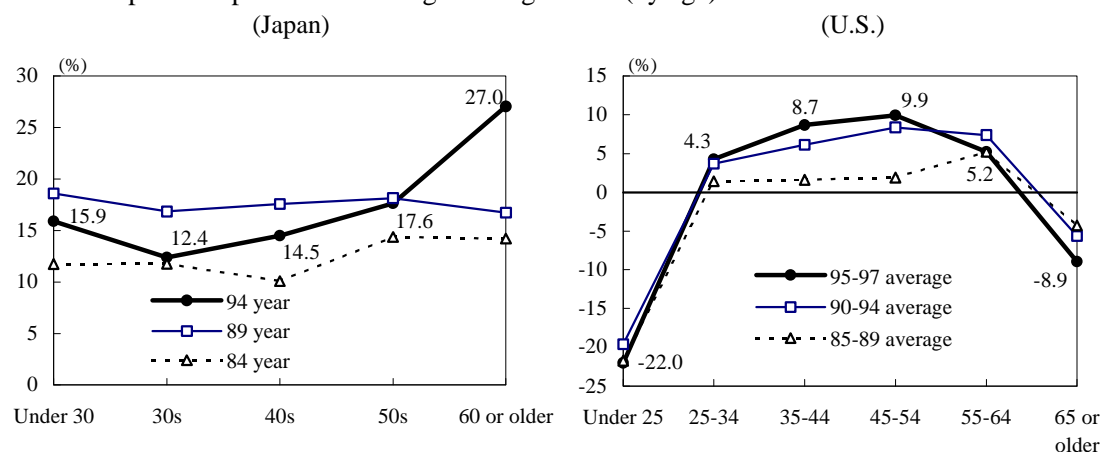 (Japan)
(%)
30
25
20
15
10
5
0
27.0
15.9
12.4
14.5
17.6
94 year
89 year
84 year
Under 30 30s 40s 50s 60 or older
(U.S.)
(%)
15
10
5
0
-5
-10
-15
-20
-25
4.3
8.7
9.9
5.2
-8.9
-22.0
95-97 average
90-94 average
85-89 average
Under 25 25-34 35-44 45-54 55-64 65 or
older